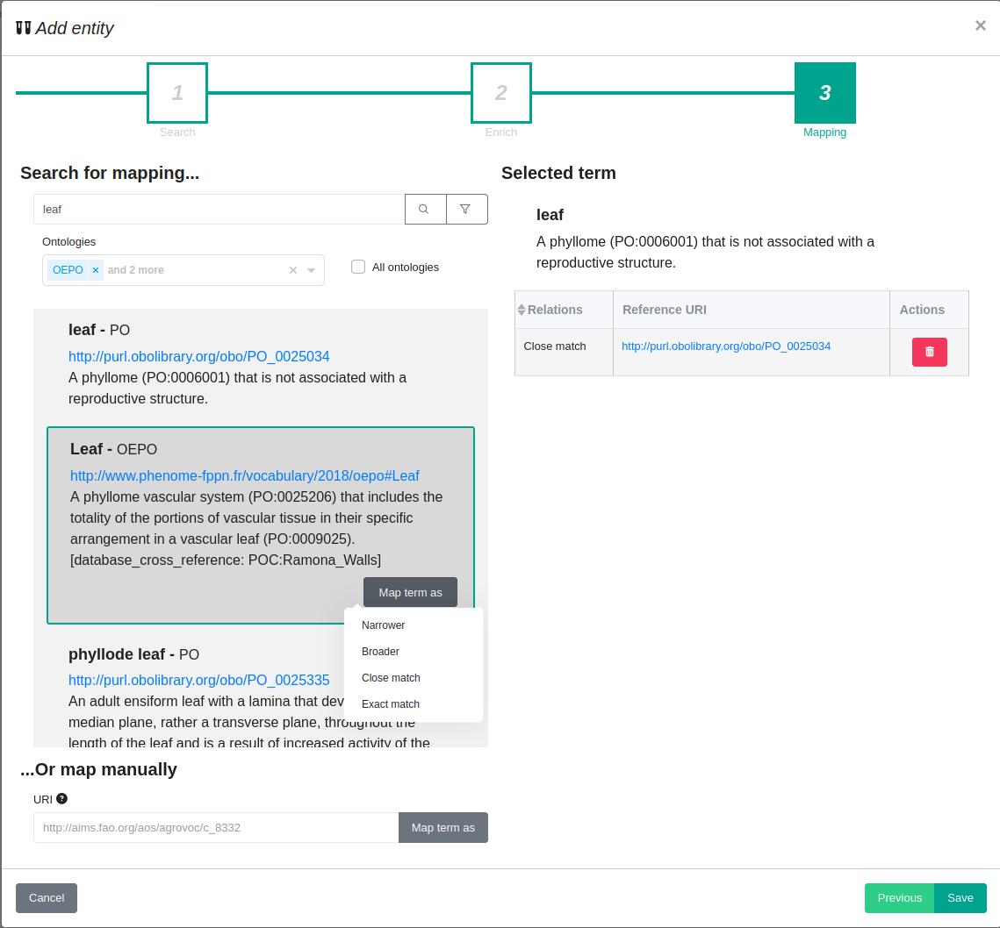 Add entity
×
1
2
3
Search
Enrich
Mapping
Search for mapping...
leaf
Ontologies
OEPO × and 2 more
All ontologies
leaf - PO
http://purl.obolibrary.org/obo/PO_0025034
A phyllome (PO:0006001) that is not associated with a
reproductive structure.
Leaf - OEPO
http://www.phenome-fppn.fr/vocabulary/2018/oepo#Leaf
A phyllome vascular system (PO:0025206) that includes the
totality of the portions of vascular tissue in their specific
arrangement in a vascular leaf (PO:0009025).
[database_cross_reference: POC:Ramona_Walls]
Map term as
Narrower
Broader
Close match
Exact match
phyllode leaf - PO
http://purl.obolibrary.org/obo/PO_0025335
An adult ensiform leaf with a lamina that dev
median plane, rather a transverse plane, throughout the
length of the leaf and is a result of increased activity of the
...Or map manually
URI
http://aims.fao.org/aos/agrovoc/c_8332
Map term as
Selected term
leaf
A phyllome (PO:0006001) that is not associated with a
reproductive structure.
Relations Reference URI Actions
Close match http://purl.obolibrary.org/obo/PO_0025034
Cancel
Previous
Save